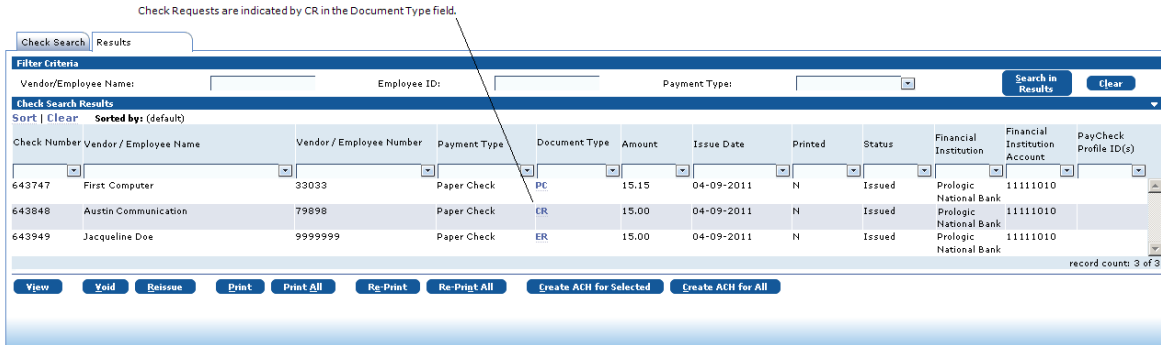 Check Requests are indicated by CR in the Document Type field.
Check Search Results
Filter Criteria
Vendor/Employee Name: Employee ID: Payment Type: Search in Results Clear
Check Search Results
Sort | Clear Sorted by: (default)
Check Number Vendor / Employee Name Vendor / Employee Number Payment Type Document Type Amount Issue Date Printed Status Financial Institution Financial Institution Account PayCheck Profile ID(s)
643747 First Computer 33033 Paper Check PC 15.15 04-09-2011 N Issued Prologic National Bank 11111010
643848 Austin Communication 79898 Paper Check CR 15.00 04-09-2011 N Issued Prologic National Bank 11111010
643949 Jacqueline Doe 9999999 Paper Check ER 15.00 04-09-2011 N Issued Prologic National Bank 11111010
record count: 3 of 3
View Void Reissue Print Print All Re-Print Re-Print All Create ACH for Selected Create ACH for All